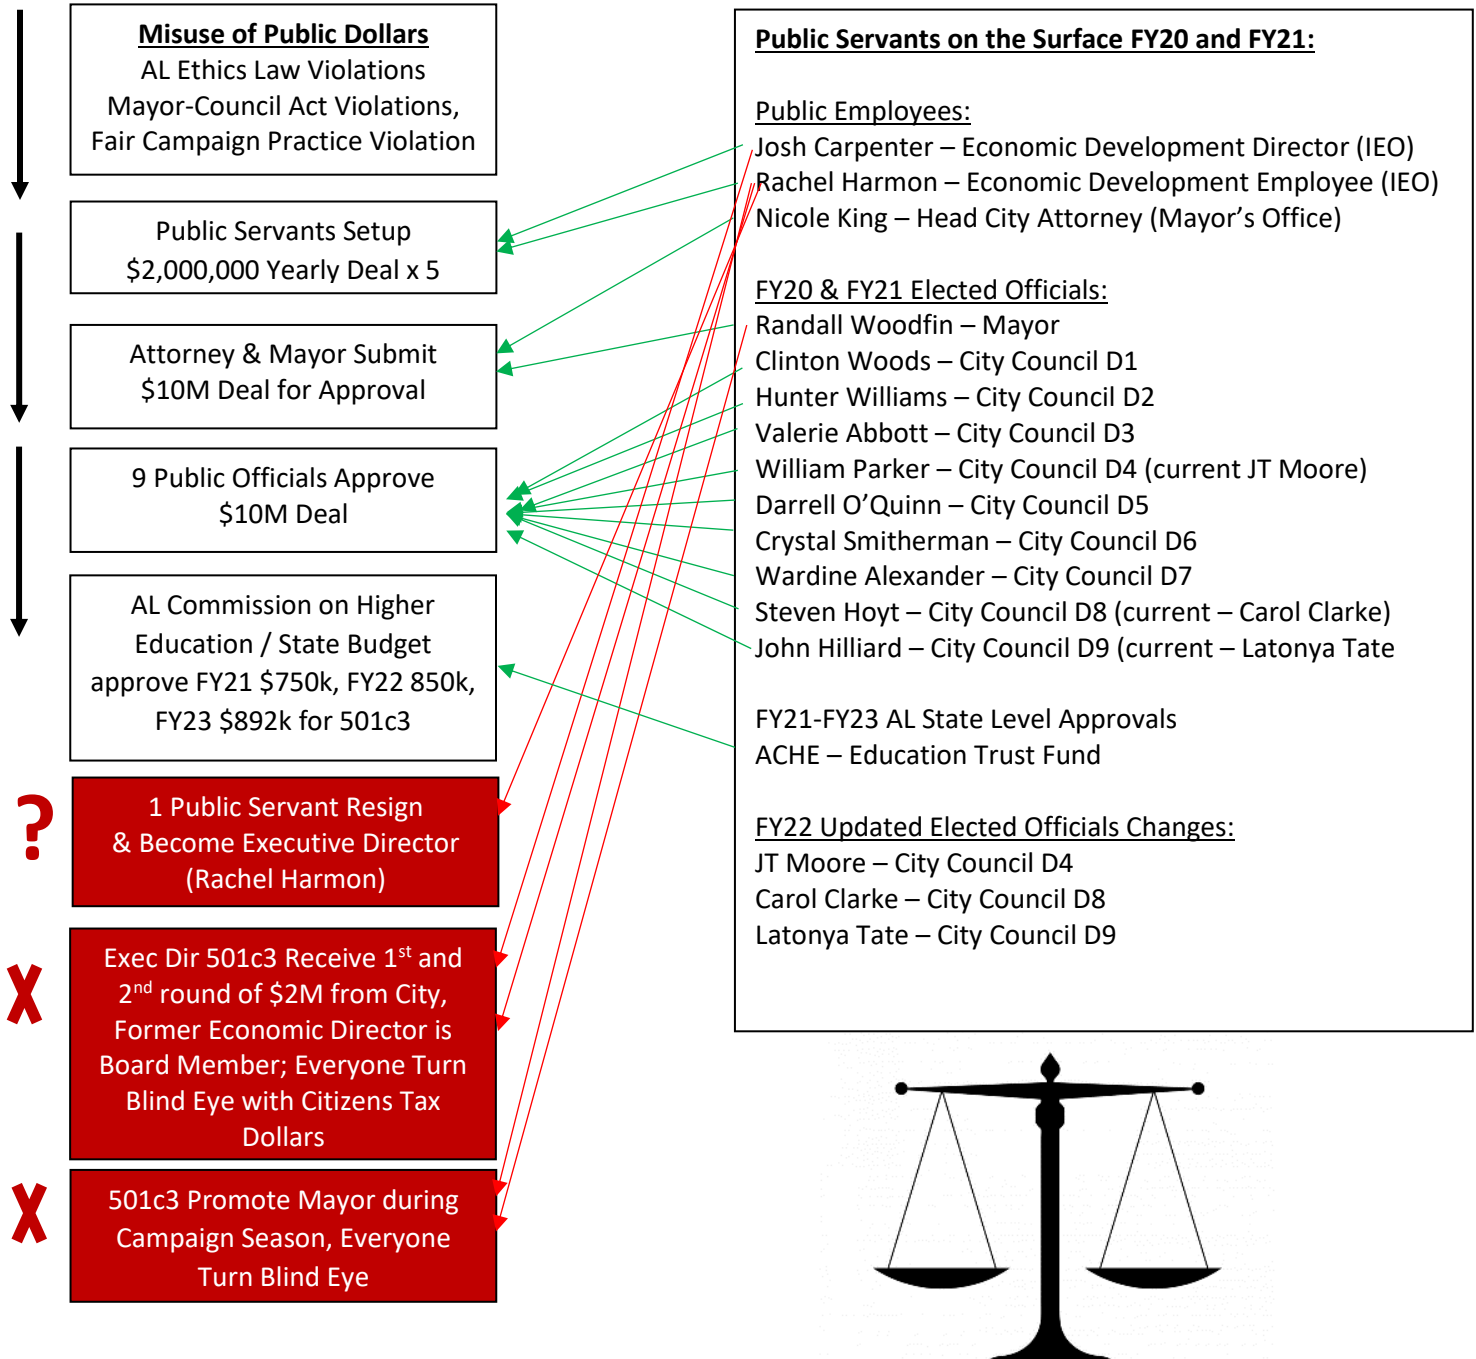 Misuse of Public Dollars
AL Ethics Law Violations
Mayor-Council Act Violations,
Fair Campaign Practice Violation
Public Servants Setup
$2,000,000 Yearly Deal x 5
Attorney & Mayor Submit
$10M Deal for Approval
9 Public Officials Approve
$10M Deal
AL Commission on Higher
Education / State Budget
approve FY21 $750k, FY22 850k,
FY23 $892k for 501c3
?
1 Public Servant Resign
& Become Executive Director
(Rachel Harmon)
X
Exec Dir 501c3 Receive 1st and
2nd round of $2M from City,
Former Economic Director is
Board Member; Everyone Turn
Blind Eye with Citizens Tax
Dollars
X
501c3 Promote Mayor during
Campaign Season, Everyone
Turn Blind Eye
Public Servants on the Surface FY20 and FY21:
Public Employees:
Josh Carpenter – Economic Development Director (IEO)
Rachel Harmon – Economic Development Employee (IEO)
Nicole King – Head City Attorney (Mayor’s Office)
FY20 & FY21 Elected Officials:
Randall Woodfin – Mayor
Clinton Woods – City Council D1
Hunter Williams – City Council D2
Valerie Abbott – City Council D3
William Parker – City Council D4 (current JT Moore)
Darrell O’Quinn – City Council D5
Crystal Smitherman – City Council D6
Wardine Alexander – City Council D7
Steven Hoyt – City Council D8 (current – Carol Clarke)
John Hilliard – City Council D9 (current – Latonya Tate
FY21-FY23 AL State Level Approvals
ACHE – Education Trust Fund
FY22 Updated Elected Officials Changes:
JT Moore – City Council D4
Carol Clarke – City Council D8
Latonya Tate – City Council D9